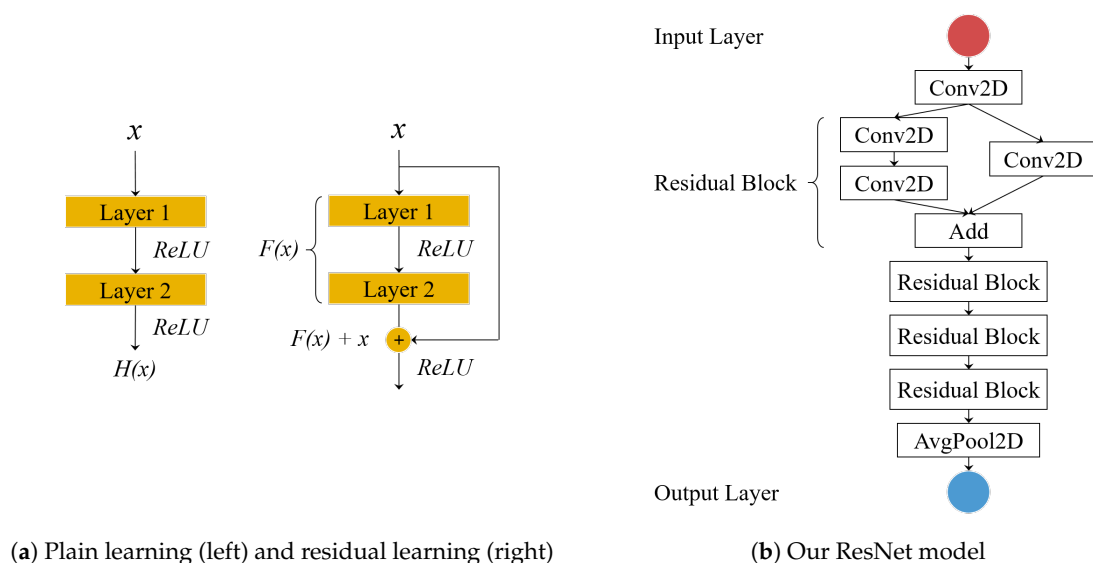 x
Layer 1
ReLU
Layer 2
ReLU
H(x)
x
Layer 1
F(x)
ReLU
Layer 2
F(x) + x
+
ReLU
(a) Plain learning (left) and residual learning (right)
Input Layer
Conv2D
Conv2D
Conv2D
Residual Block
Conv2D
Add
Residual Block
Residual Block
Residual Block
AvgPool2D
Output Layer
(b) Our ResNet model